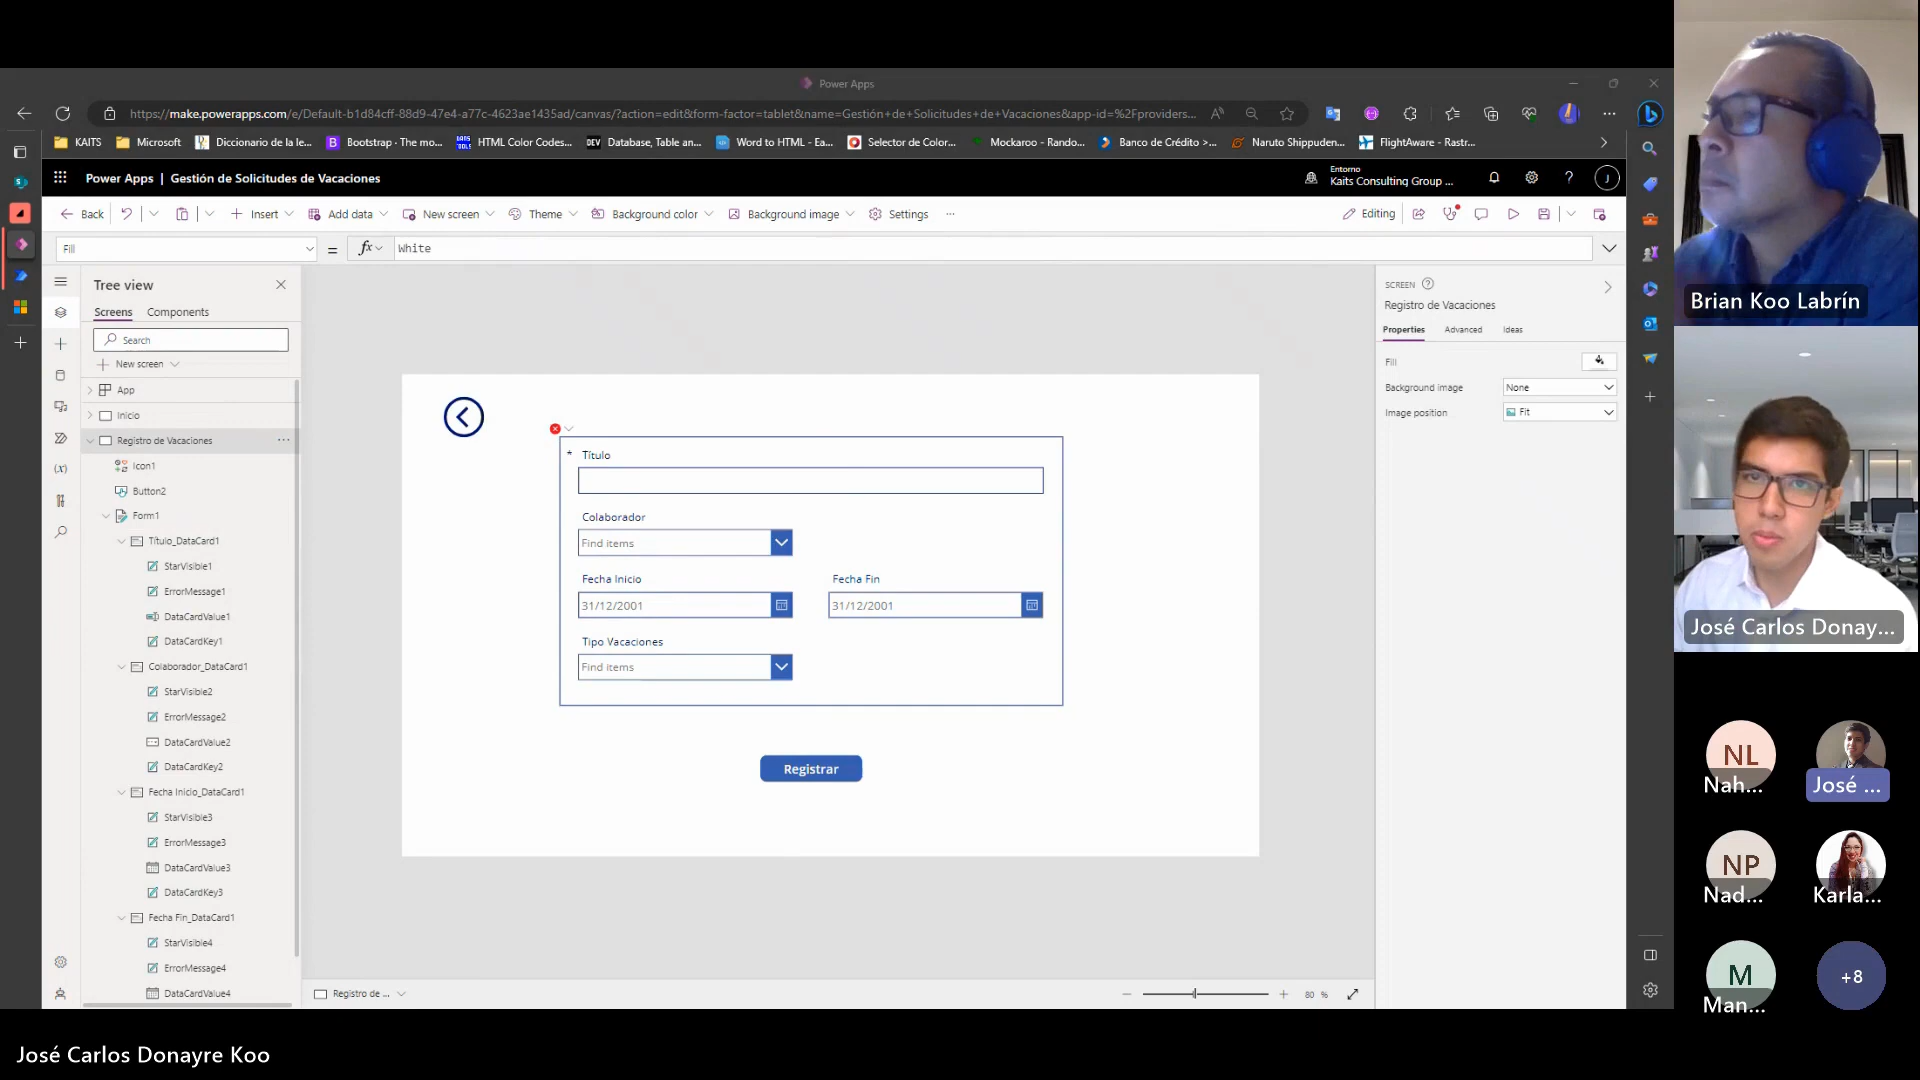 Power Apps
https://make.powerapps.com/e/Default-b1d84cff-88d9-47e4-a77c-4623ae1435ad/canvas/?action=edit&form-factor=tablet&name=Gestión+de+Solicitudes+de+Vacaciones&app-id=%2Fproviders...
KAITS
Microsoft
Diccionario de la le...
Bootstrap · The mo...
HTML Color Codes...
Database, Table an...
Word to HTML - Ea...
Selector de Color...
Mockaroo - Rando...
Banco de Crédito >...
Naruto Shippuden...
FlightAware - Rastr...
Power Apps | Gestión de Solicitudes de Vacaciones
Entorno
Kaits Consulting Group ...
J
Back
Insert
Add data
New screen
Theme
Background color
Background image
Settings
Editing
Fill
= fx White
Tree view
Screens Components
Search
New screen
App
Inicio
Registro de Vacaciones
Icon1
Button2
Form1
Título_DataCard1
StarVisible1
ErrorMessage1
DataCardValue1
DataCardKey1
Colaborador_DataCard1
StarVisible2
ErrorMessage2
DataCardValue2
DataCardKey2
Fecha Inicio_DataCard1
StarVisible3
ErrorMessage3
DataCardValue3
DataCardKey3
Fecha Fin_DataCard1
StarVisible4
ErrorMessage4
DataCardValue4
* Título
Colaborador
Find items
Fecha Inicio
31/12/2001
Fecha Fin
31/12/2001
Tipo Vacaciones
Find items
Registrar
Registro de ...
80 %
SCREEN
Registro de Vacaciones
Properties Advanced Ideas
Fill
Background image None
Image position Fit
Brian Koo Labrín
José Carlos Donay...
NL
Nah...
José ...
NP
Nad...
Karla...
M
Man...
+8
José Carlos Donayre Koo